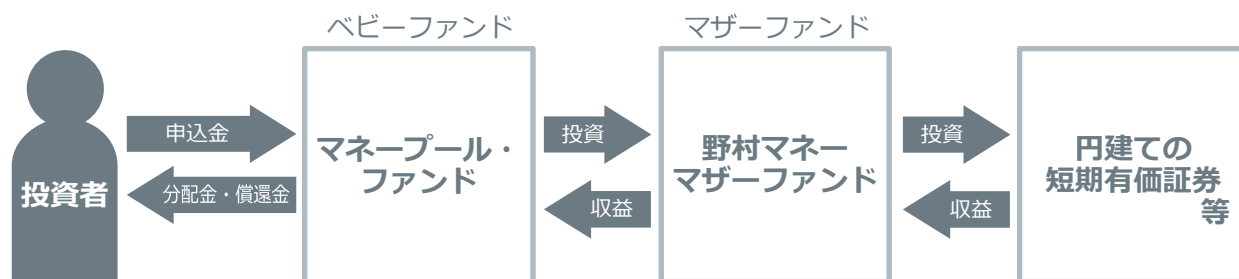 ベビーファンド
マザーファンド
投資者
申込金
分配金・償還金
マネープール・
ファンド
投資
収益
野村マネー
マザーファンド
投資
収益
円建ての
短期有価証券
等